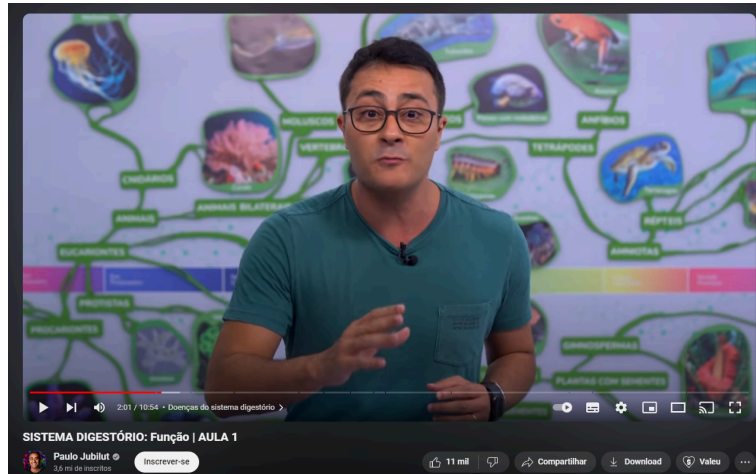 MOLUSCOS
VERTEBRA
TETRÁPODES
ANFÍBIOS
CNIDÁRIOS
ANIMAIS BILATERAIS
ANIMAIS
RÉPTEIS
EUCARIONTES
AMNIOTAS
PROTISTAS
PROCARIONTES
GIMNOSPERMAS
PLANTAS COM SEMENTES
2:01 / 10:54 • Doenças do sistema digestório >
SISTEMA DIGESTÓRIO: Função | AULA 1
Paulo Jubilut
3,6 mi de inscritos
Inscrever-se
11 mil
Compartilhar
Download
Valeu
...